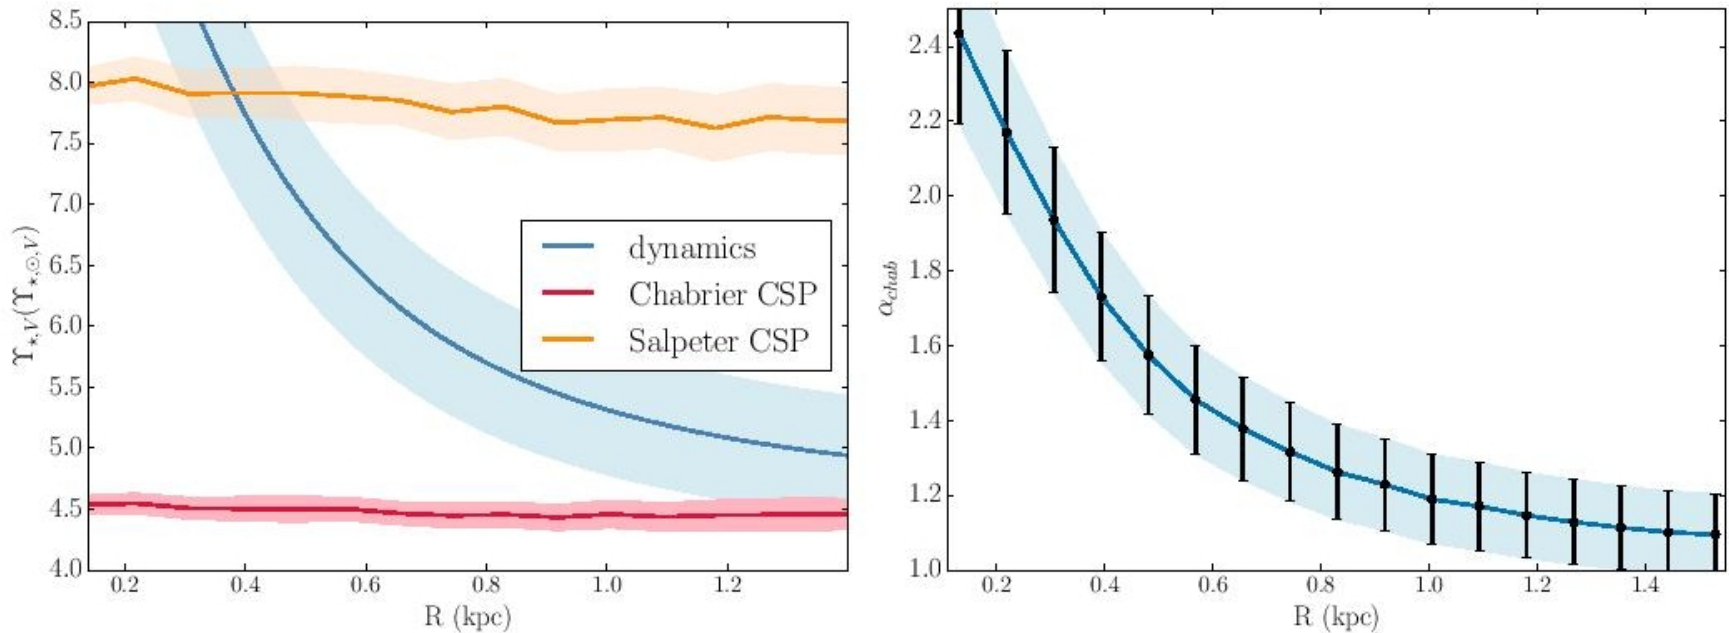 8.5
8.0
7.5
7.0
6.5
6.0
5.5
5.0
4.5
4.0
Υ⋆,V(Υ⋆,⊙,V)
dynamics
Chabrier CSP
Salpeter CSP
0.2 0.4 0.6 0.8 1.0 1.2
R (kpc)
2.4
2.2
2.0
1.8
1.6
1.4
1.2
1.0
αchab
0.2 0.4 0.6 0.8 1.0 1.2 1.4
R (kpc)